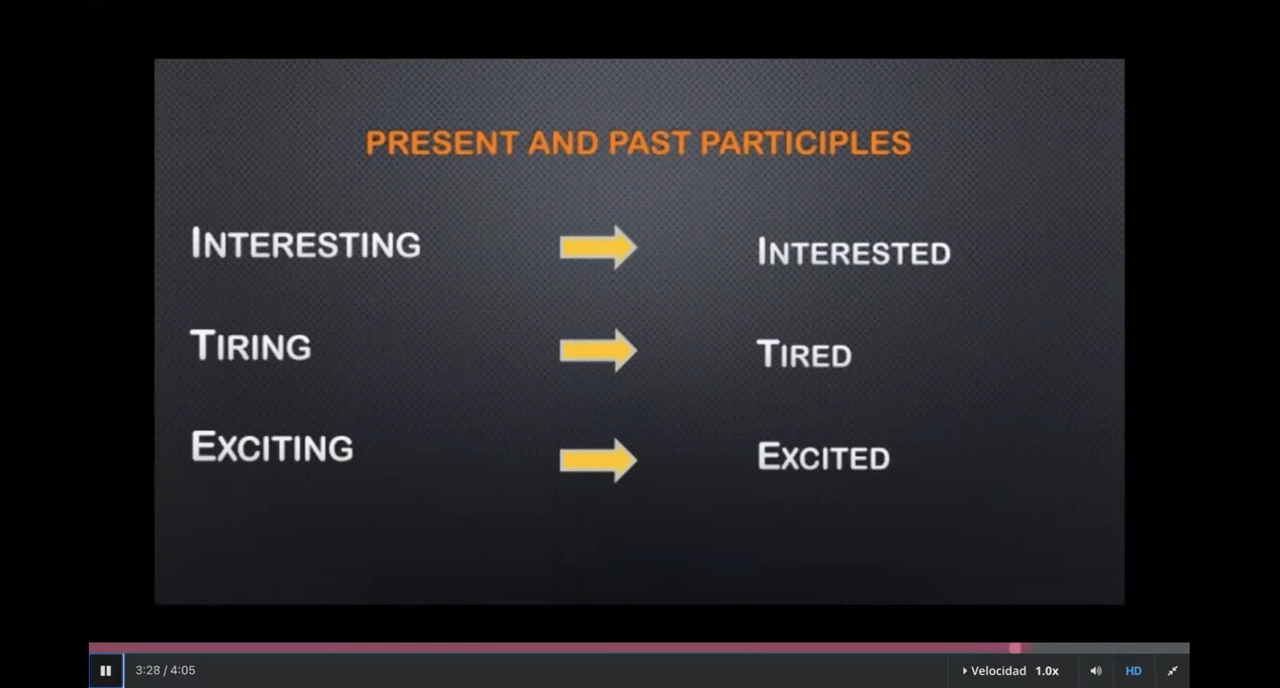 PRESENT AND PAST PARTICIPLES
INTERESTING INTERESTED
TIRING TIRED
EXCITING EXCITED
3:28 / 4:05 Velocidad 1.0x HD